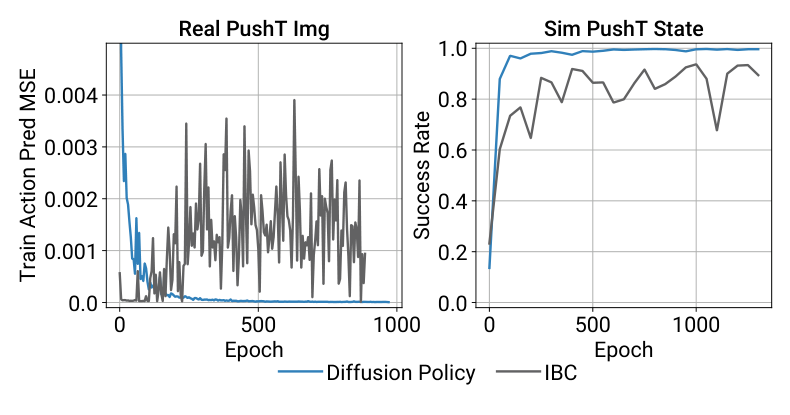 Real PushT Img
Sim PushT State
Train Action Pred MSE
0.004
0.003
0.002
0.001
0.0
0
500
1000
Epoch
Success Rate
1.0
0.8
0.6
0.4
0.2
0.0
0
500
1000
Epoch
Diffusion Policy
IBC